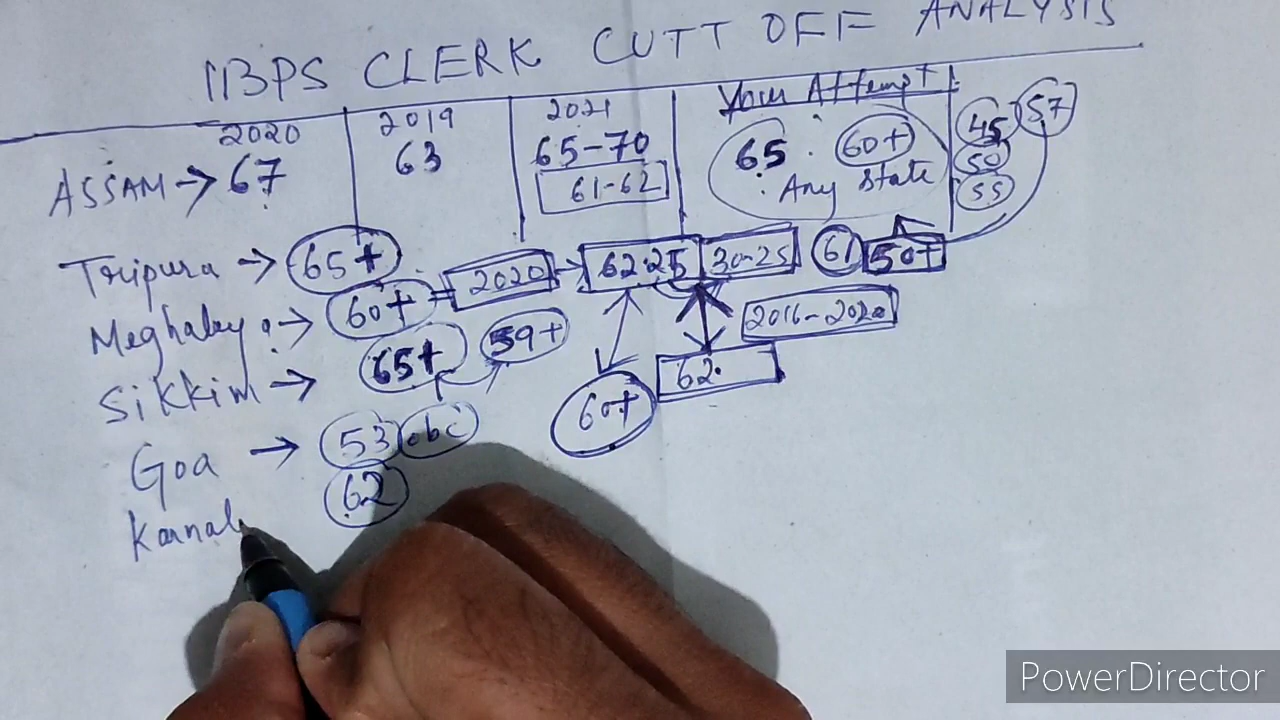 IBPS CLERK CUTT OFF ANALYSIS
2020 2019 2021 Your Attempt 45 57
ASSAM → 67 63 65-70 65 60+ 50
61-62 Any State 55
Tripura → 65+ 62.25 30-25 61 50+
Meghaley → 60+ = 2020 → 2016-2020
Sikkim → 65+ 59+ 62.
Goa → 53 obc 60+
62
Karnat
PowerDirector